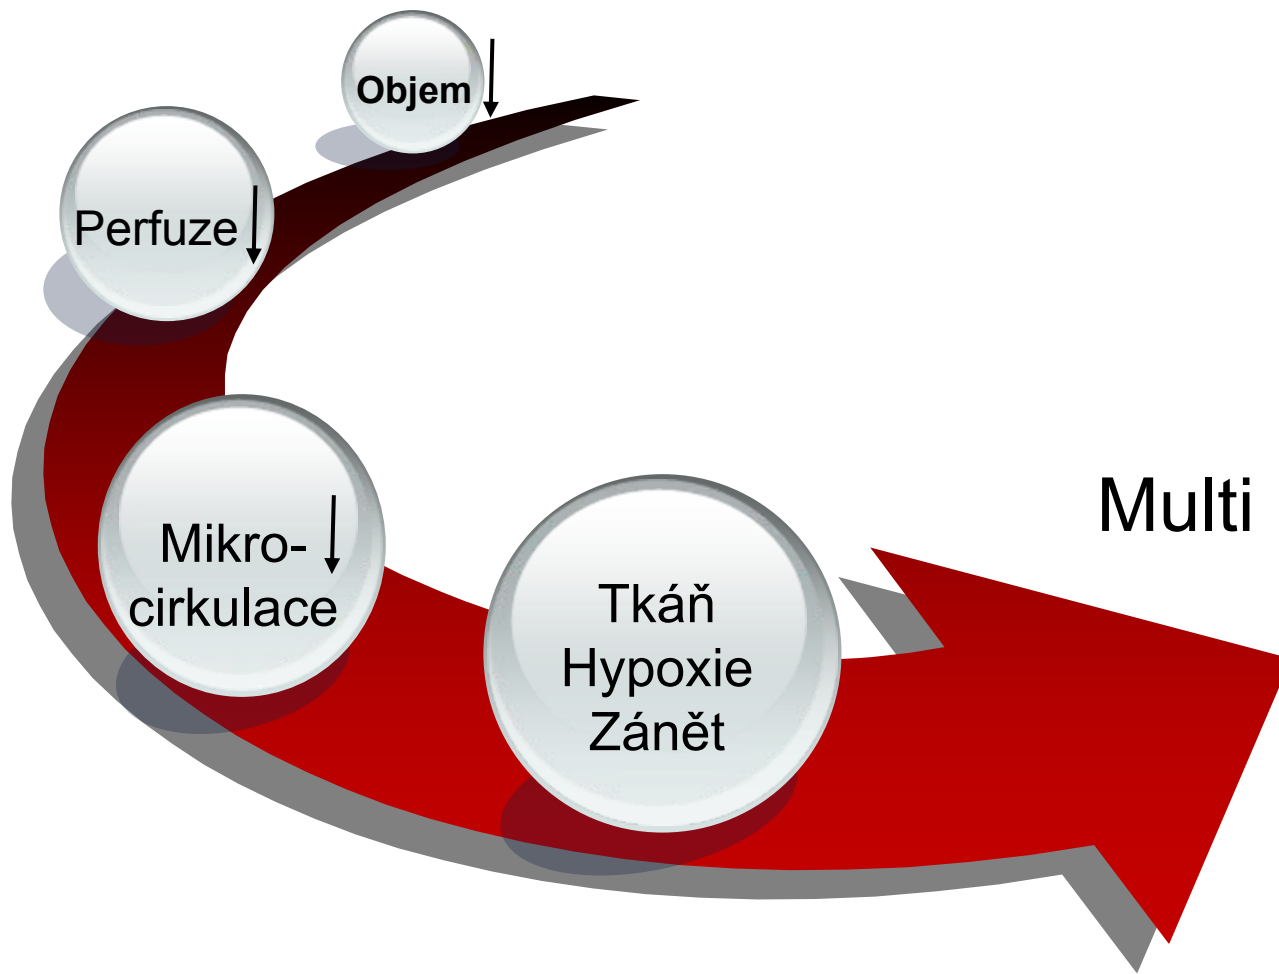 Objem
Perfuze
Mikro-
cirkulace
Tkáň
Hypoxie
Zánět
Multi